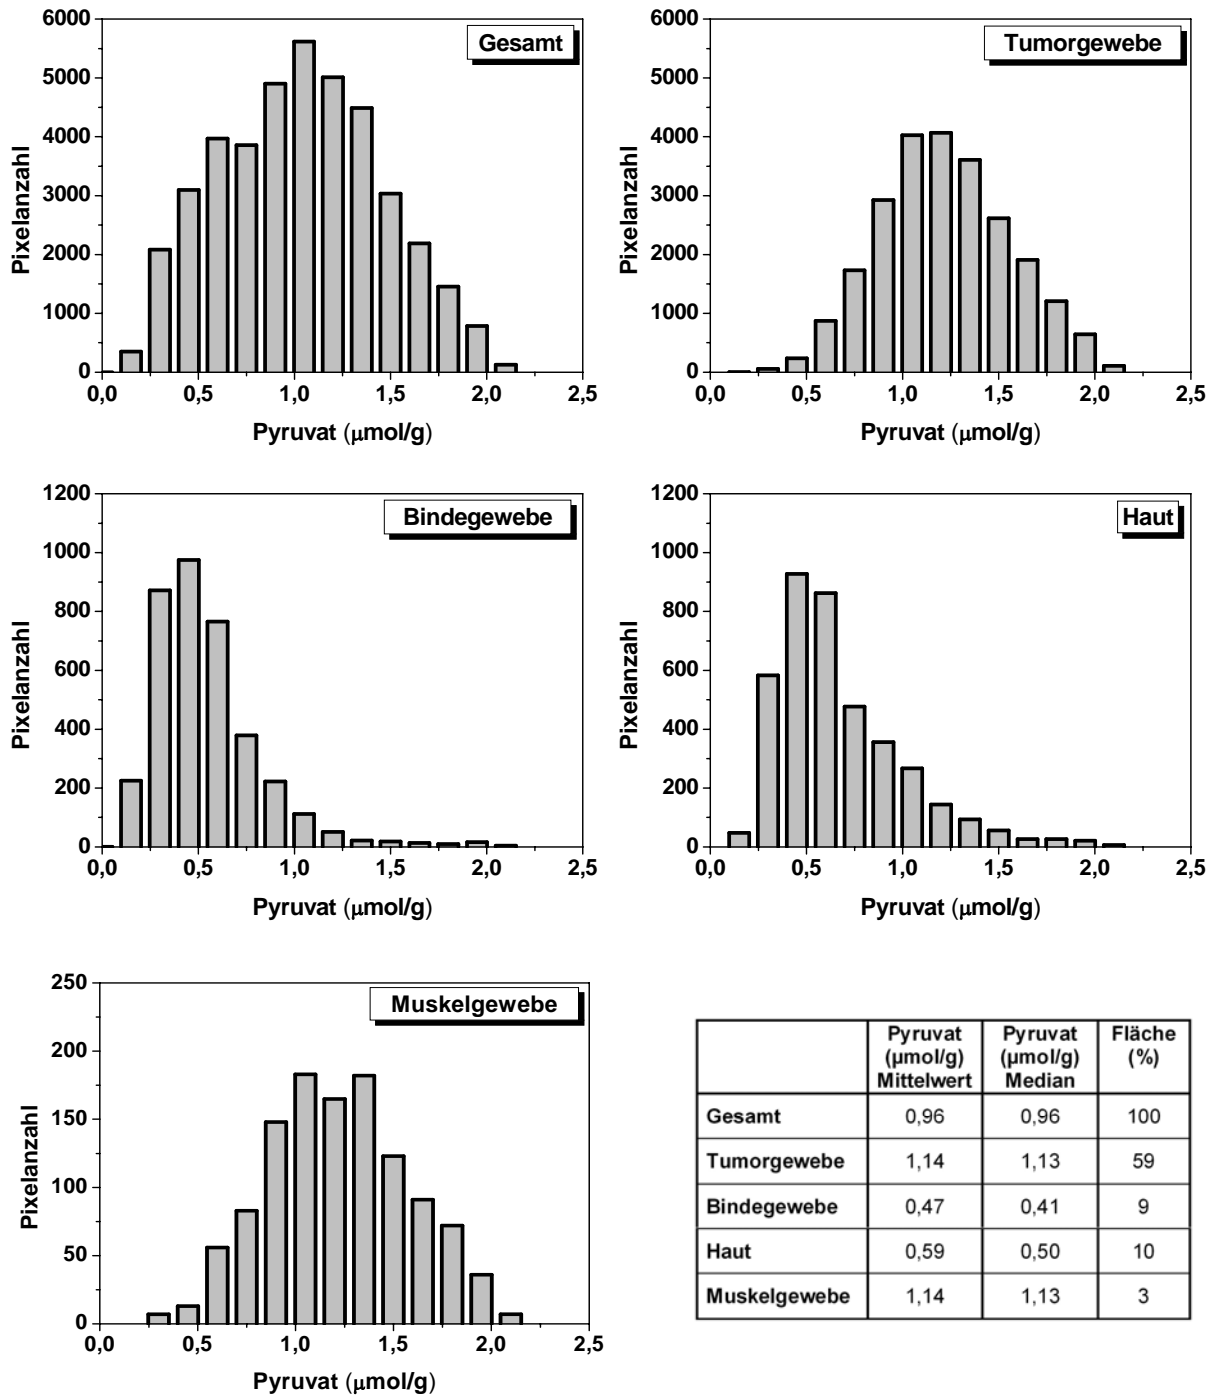 Gesamt
Pixelanzahl
6000
5000
4000
3000
2000
1000
0
0,0 0,5 1,0 1,5 2,0 2,5
Pyruvat (µmol/g)
Tumorgewebe
Pixelanzahl
6000
5000
4000
3000
2000
1000
0
0,0 0,5 1,0 1,5 2,0 2,5
Pyruvat (µmol/g)
Bindegewebe
Pixelanzahl
1200
1000
800
600
400
200
0
0,0 0,5 1,0 1,5 2,0 2,5
Pyruvat (µmol/g)
Haut
Pixelanzahl
1200
1000
800
600
400
200
0
0,0 0,5 1,0 1,5 2,0 2,5
Pyruvat (µmol/g)
Muskelgewebe
Pixelanzahl
250
200
150
100
50
0
0,0 0,5 1,0 1,5 2,0 2,5
Pyruvat (µmol/g)
Pyruvat Pyruvat Fläche
(µmol/g) (µmol/g) (%)
Mittelwert Median
Gesamt 0,96 0,96 100
Tumorgewebe 1,14 1,13 59
Bindegewebe 0,47 0,41 9
Haut 0,59 0,50 10
Muskelgewebe 1,14 1,13 3